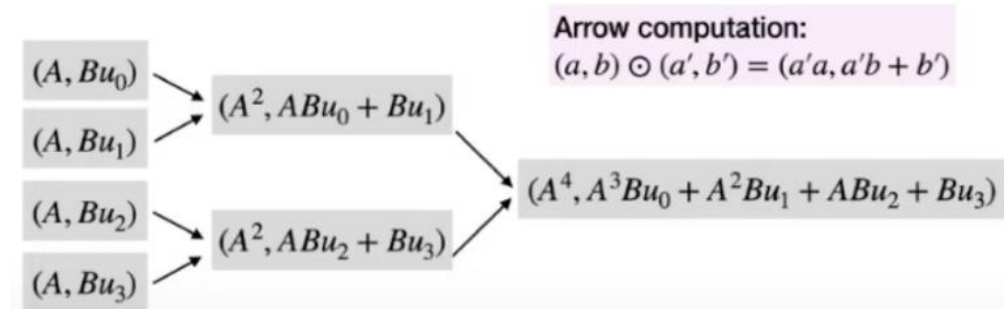 Arrow computation:
(a, b) ⊙ (a′, b′) = (a′a, a′b + b′)
(A, Bu₀)
(A, Bu₁)
(A², ABu₀ + Bu₁)
(A, Bu₂)
(A, Bu₃)
(A², ABu₂ + Bu₃)
(A⁴, A³Bu₀ + A²Bu₁ + ABu₂ + Bu₃)